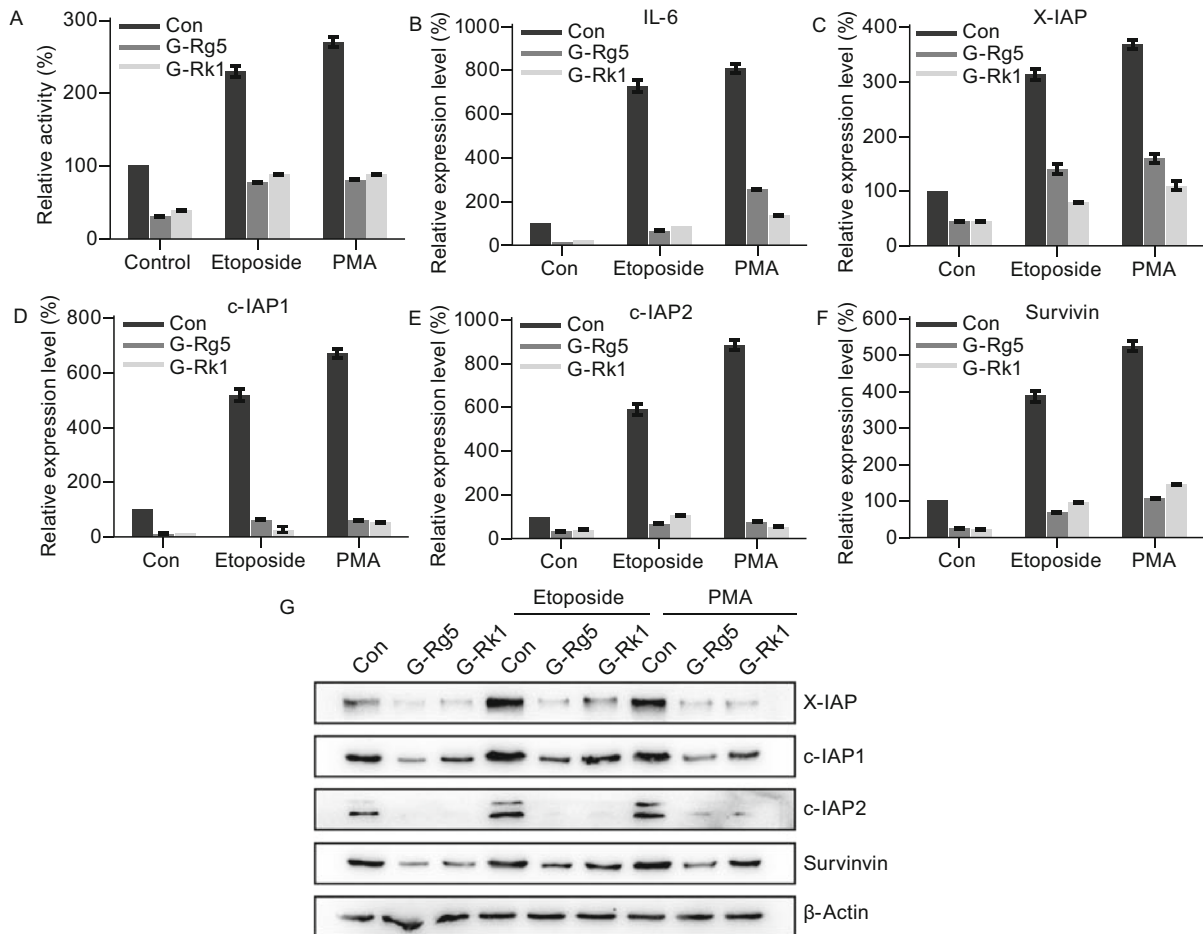 A
Relative activity (%)
300
200
100
0
Con
G-Rg5
G-Rk1
Control Etoposide PMA
B
IL-6
Relative expression level (%)
1000
800
600
400
200
0
Con
G-Rg5
G-Rk1
Con Etoposide PMA
C
X-IAP
Relative expression level (%)
400
300
200
100
0
Con
G-Rg5
G-Rk1
Con Etoposide PMA
D
c-IAP1
Relative expression level (%)
800
600
400
200
0
Con
G-Rg5
G-Rk1
Con Etoposide PMA
E
c-IAP2
Relative expression level (%)
1000
800
600
400
200
0
Con
G-Rg5
G-Rk1
Con Etoposide PMA
F
Survivin
Relative expression level (%)
600
500
400
300
200
100
0
Con
G-Rg5
G-Rk1
Con Etoposide PMA
G
Etoposide PMA
Con G-Rg5 G-Rk1 Con G-Rg5 G-Rk1 Con G-Rg5 G-Rk1
X-IAP
c-IAP1
c-IAP2
Survinvin
β-Actin